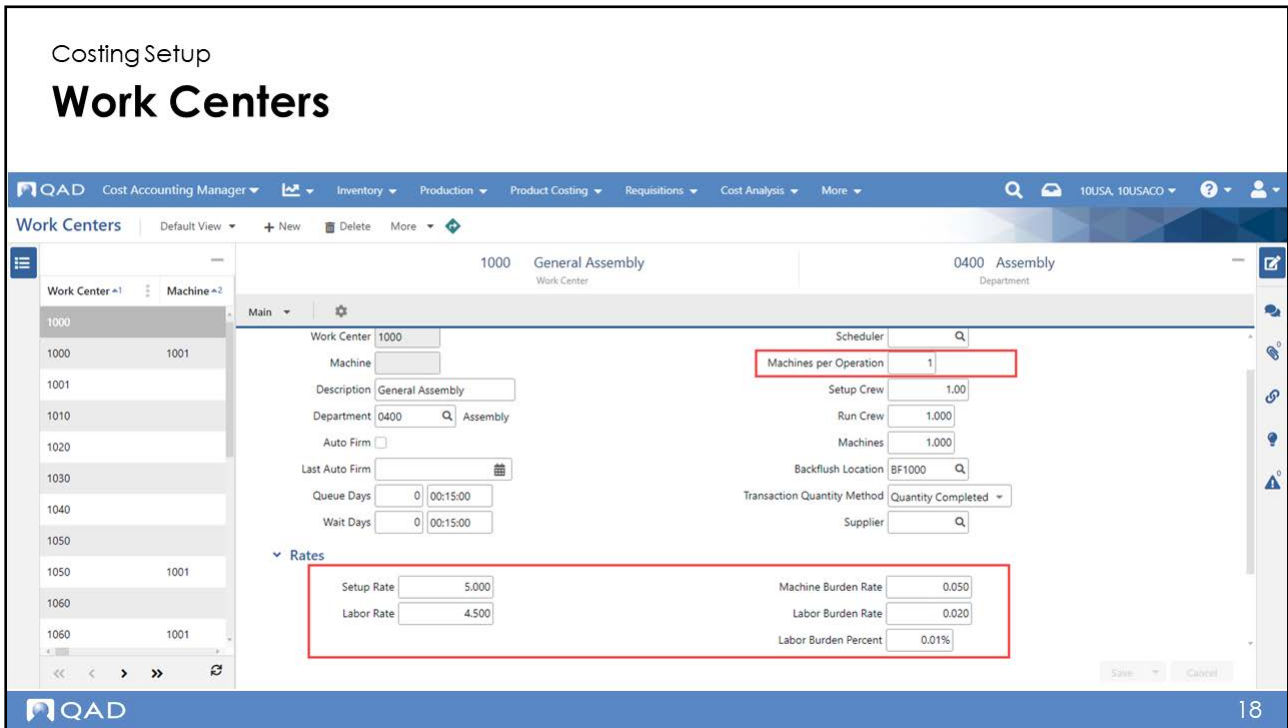 Costing Setup
Work Centers
QAD Cost Accounting Manager Inventory Production Product Costing Requisitions Cost Analysis More 10USA, 10USACO
Work Centers Default View + New Delete More
1000 General Assembly 0400 Assembly
Work Center Department
Work Center 1 Machine 2
Main
1000
1000 1001
1001
1010
1020
1030
1040
1050
1050 1001
1060
1060 1001
Work Center 1000 Scheduler
Machine Machines per Operation 1
Description General Assembly Setup Crew 1.00
Department 0400 Assembly Run Crew 1.000
Auto Firm Machines 1.000
Last Auto Firm Backflush Location BF1000
Queue Days 0 00:15:00 Transaction Quantity Method Quantity Completed
Wait Days 0 00:15:00 Supplier
Rates
Setup Rate 5.000 Machine Burden Rate 0.050
Labor Rate 4.500 Labor Burden Rate 0.020
Labor Burden Percent 0.01%
Save Cancel
0
0
QAD 18